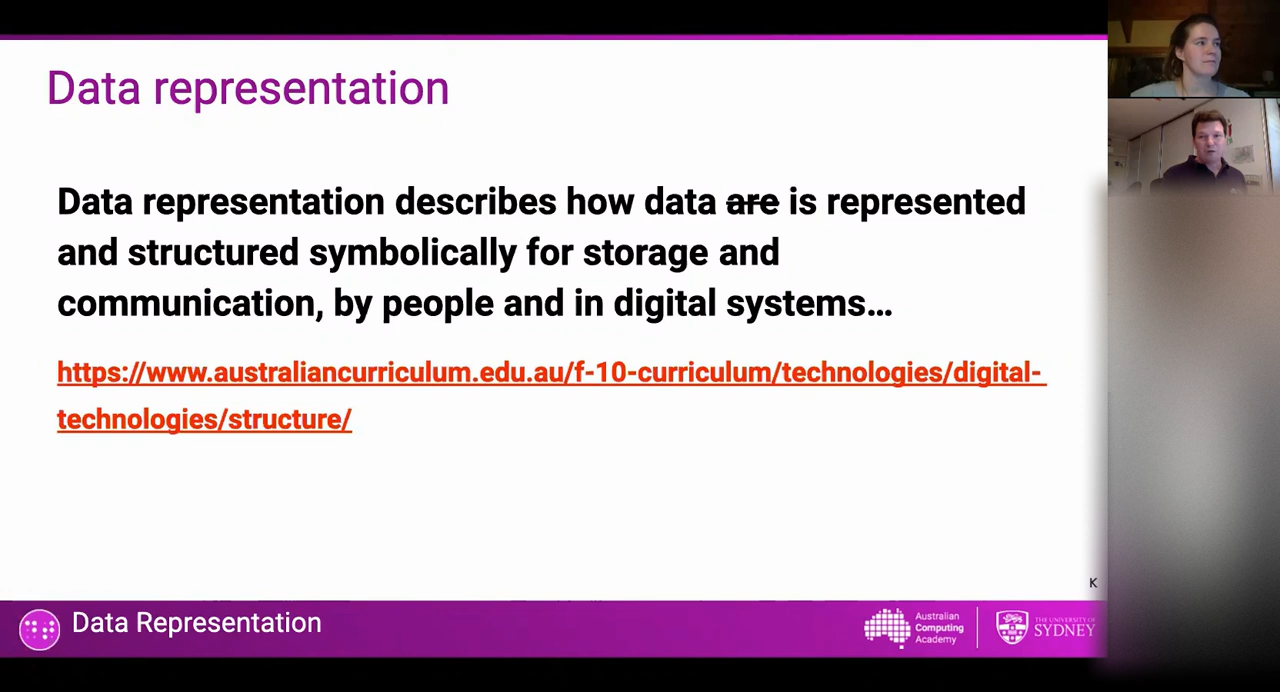 Data representation
Data representation describes how data are is represented
and structured symbolically for storage and
communication, by people and in digital systems…
https://www.australiancurriculum.edu.au/f-10-curriculum/technologies/digital-
technologies/structure/
K
Data Representation
Australian
Computing
Academy
THE UNIVERSITY OF
SYDNEY